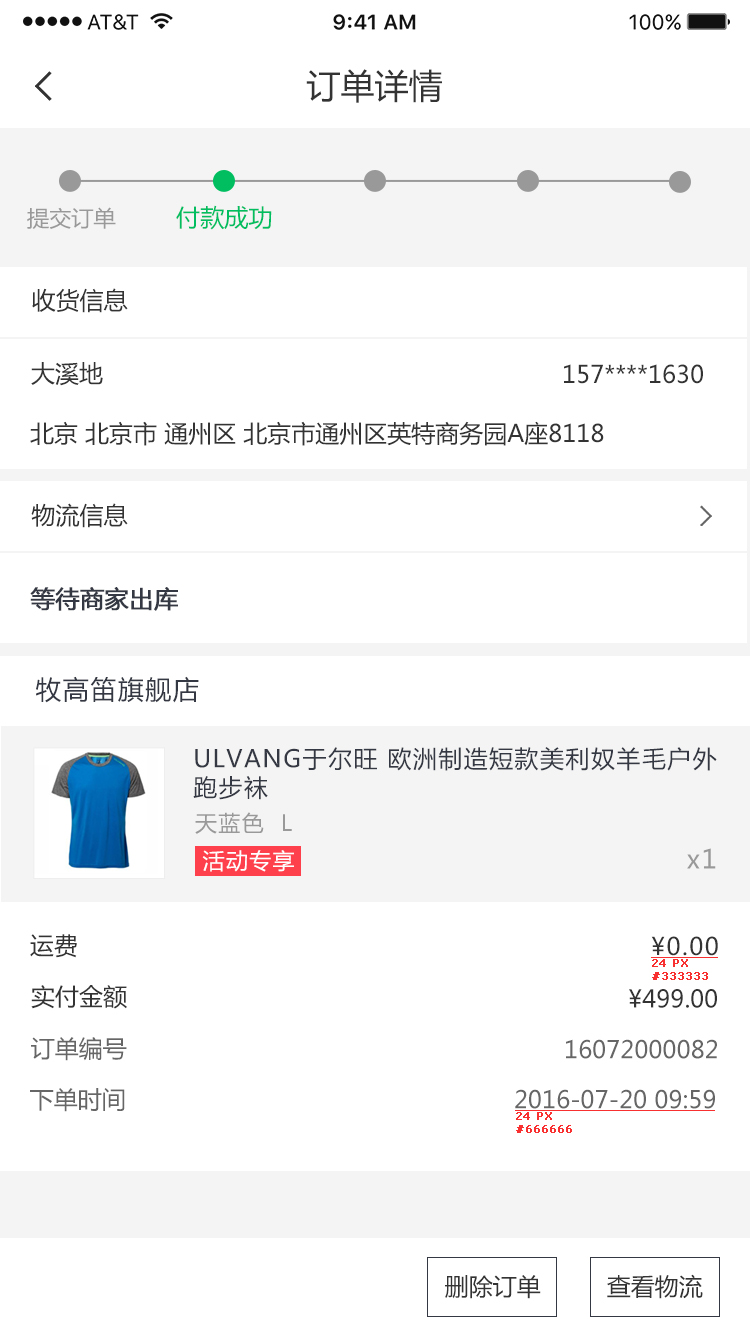 AT&T 9:41 AM 100%
订单详情
提交订单 付款成功
收货信息
大溪地 157****1630
北京 北京市 通州区 北京市通州区英特商务园A座8118
物流信息
等待商家出库
牧高笛旗舰店
ULVANG于尔旺 欧洲制造短款美利奴羊毛户外
跑步袜
天蓝色 L
活动专享 x1
运费 ¥0.00
24 PX
#333333
实付金额 ¥499.00
订单编号 16072000082
下单时间 2016-07-20 09:59
24 PX
#666666
删除订单 查看物流